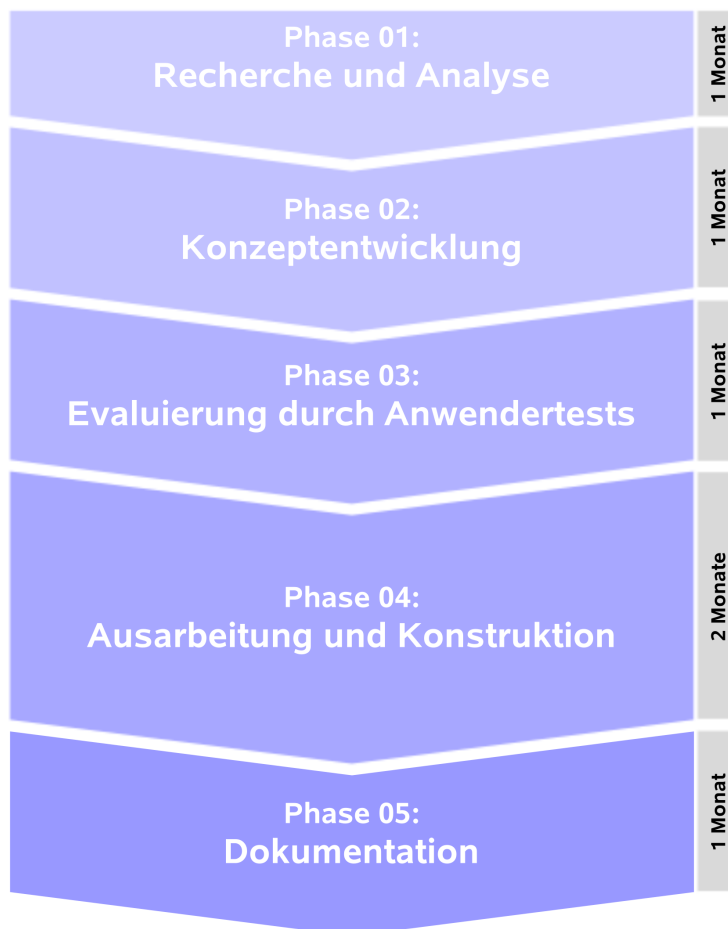 Phase 01:
Recherche und Analyse
1 Monat
Phase 02:
Konzeptentwicklung
1 Monat
Phase 03:
Evaluierung durch Anwendertests
1 Monat
Phase 04:
Ausarbeitung und Konstruktion
2 Monate
Phase 05:
Dokumentation
1 Monat